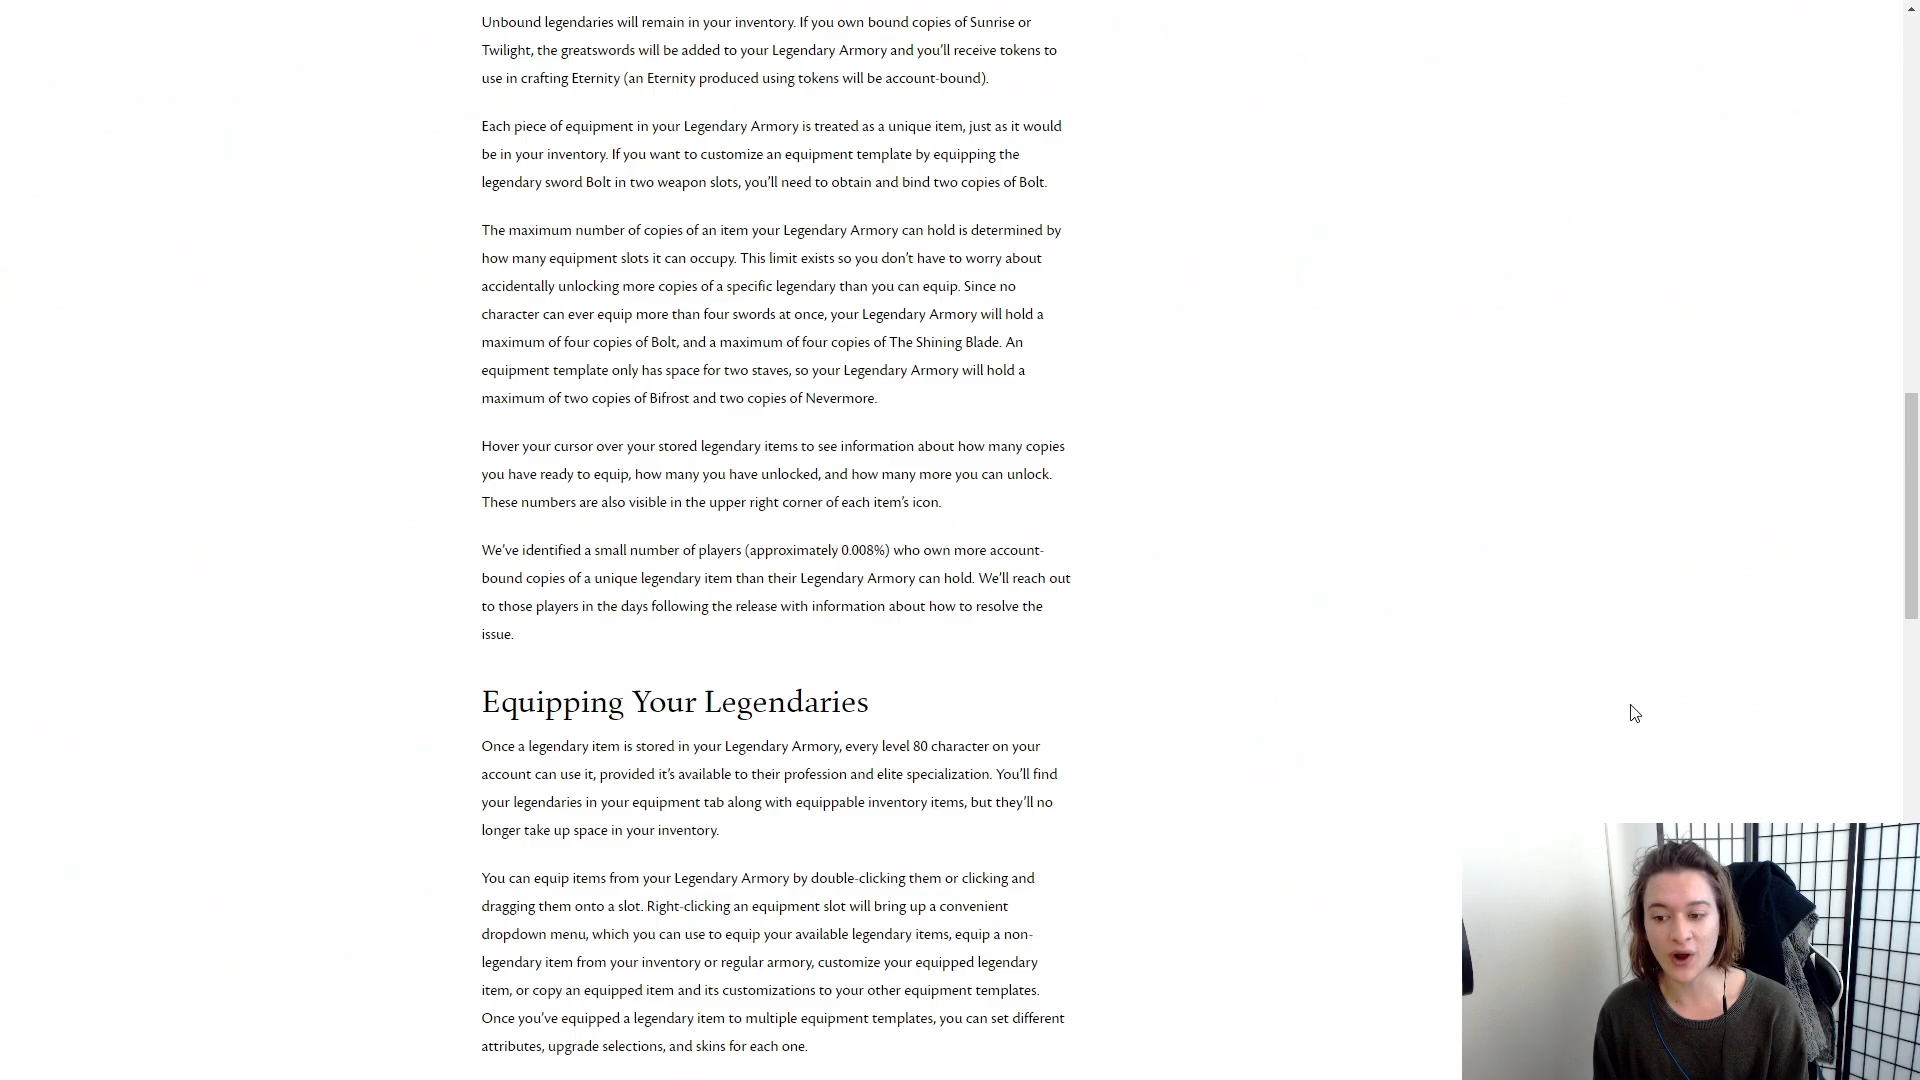 Unbound legendaries will remain in your inventory. If you own bound copies of Sunrise or
Twilight, the greatswords will be added to your Legendary Armory and you’ll receive tokens to
use in crafting Eternity (an Eternity produced using tokens will be account-bound).
Each piece of equipment in your Legendary Armory is treated as a unique item, just as it would
be in your inventory. If you want to customize an equipment template by equipping the
legendary sword Bolt in two weapon slots, you’ll need to obtain and bind two copies of Bolt.
The maximum number of copies of an item your Legendary Armory can hold is determined by
how many equipment slots it can occupy. This limit exists so you don’t have to worry about
accidentally unlocking more copies of a specific legendary than you can equip. Since no
character can ever equip more than four swords at once, your Legendary Armory will hold a
maximum of four copies of Bolt, and a maximum of four copies of The Shining Blade. An
equipment template only has space for two staves, so your Legendary Armory will hold a
maximum of two copies of Bifrost and two copies of Nevermore.
Hover your cursor over your stored legendary items to see information about how many copies
you have ready to equip, how many you have unlocked, and how many more you can unlock.
These numbers are also visible in the upper right corner of each item’s icon.
We’ve identified a small number of players (approximately 0.008%) who own more account-
bound copies of a unique legendary item than their Legendary Armory can hold. We’ll reach out
to those players in the days following the release with information about how to resolve the
issue.
Equipping Your Legendaries
Once a legendary item is stored in your Legendary Armory, every level 80 character on your
account can use it, provided it’s available to their profession and elite specialization. You’ll find
your legendaries in your equipment tab along with equippable inventory items, but they’ll no
longer take up space in your inventory.
You can equip items from your Legendary Armory by double-clicking them or clicking and
dragging them onto a slot. Right-clicking an equipment slot will bring up a convenient
dropdown menu, which you can use to equip your available legendary items, equip a non-
legendary item from your inventory or regular armory, customize your equipped legendary
item, or copy an equipped item and its customizations to your other equipment templates.
Once you’ve equipped a legendary item to multiple equipment templates, you can set different
attributes, upgrade selections, and skins for each one.